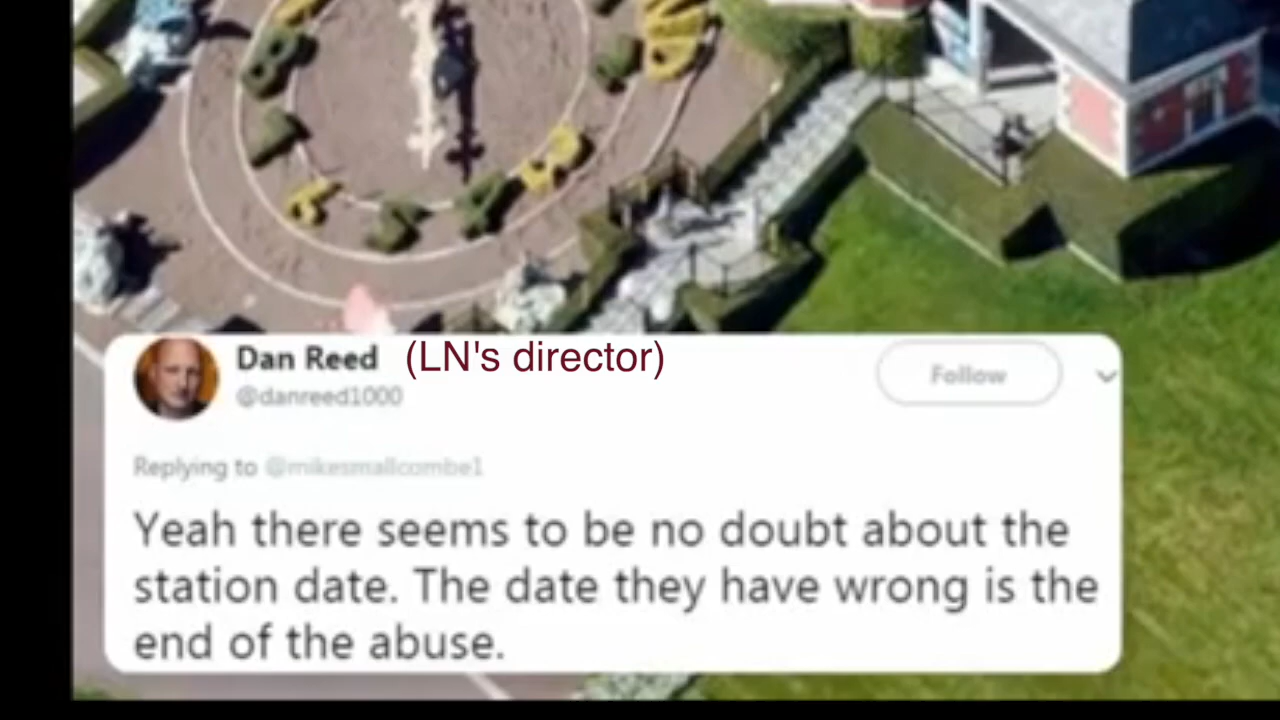 Dan Reed (LN's director)
Follow
@danreed1000
Replying to @mikesmallcombe1
Yeah there seems to be no doubt about the
station date. The date they have wrong is the
end of the abuse.